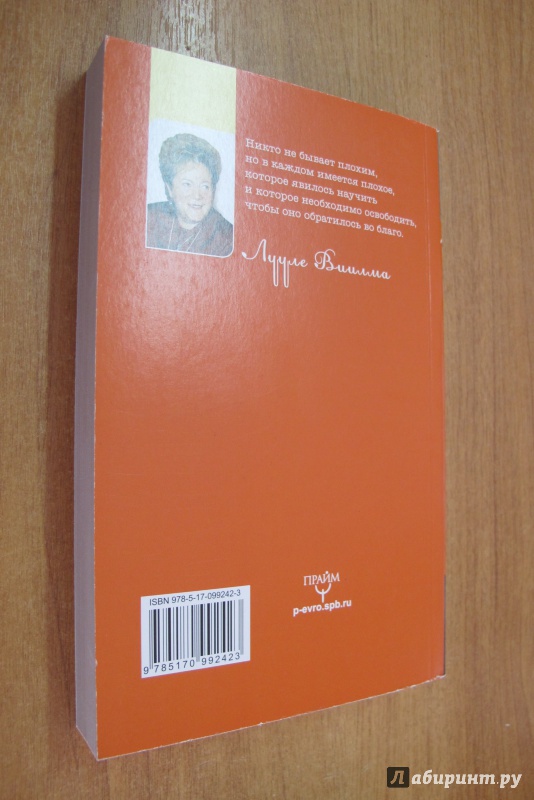 Никто не бывает плохим,
но в каждом имеется плохое,
которое явилось научить
и которое необходимо освободить,
чтобы оно обратилось во благо.
Лууле Виилма
ПРАЙМ
p-evro.spb.ru
ISBN 978-5-17-099242-3
9 785170 992423
Лабиринт.ру